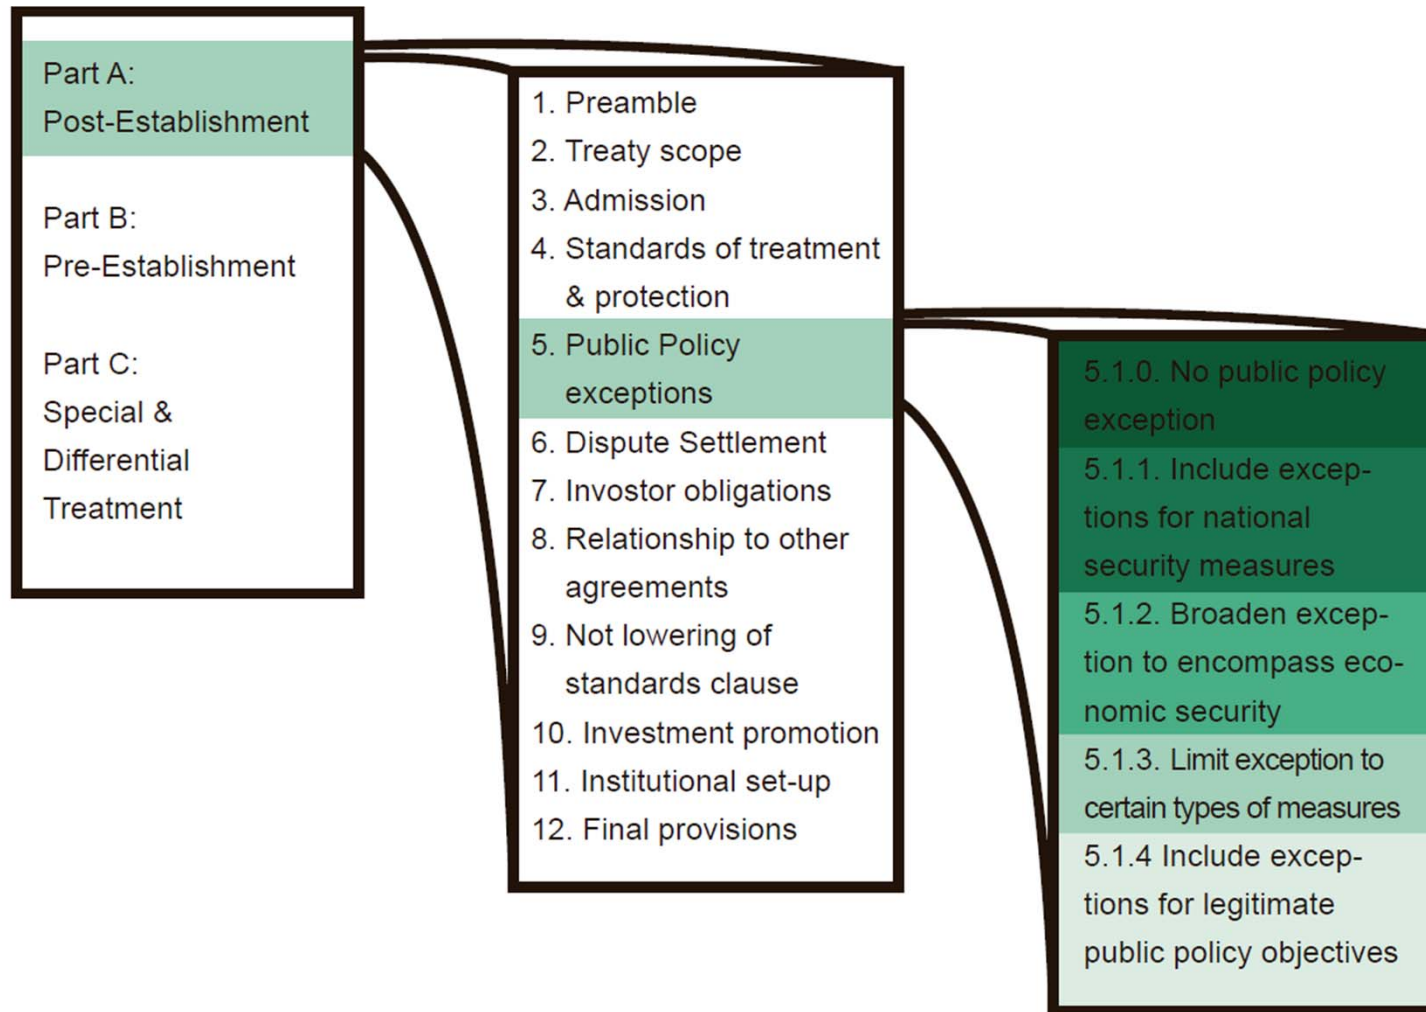 Part A:
Post-Establishment
Part B:
Pre-Establishment
Part C:
Special &
Differential
Treatment
1. Preamble
2. Treaty scope
3. Admission
4. Standards of treatment
& protection
5. Public Policy
exceptions
6. Dispute Settlement
7. Invostor obligations
8. Relationship to other
agreements
9. Not lowering of
standards clause
10. Investment promotion
11. Institutional set-up
12. Final provisions
5.1.0. No public policy
exception
5.1.1. Include excep-
tions for national
security measures
5.1.2. Broaden excep-
tion to encompass eco-
nomic security
5.1.3. Limit exception to
certain types of measures
5.1.4 Include excep-
tions for legitimate
public policy objectives